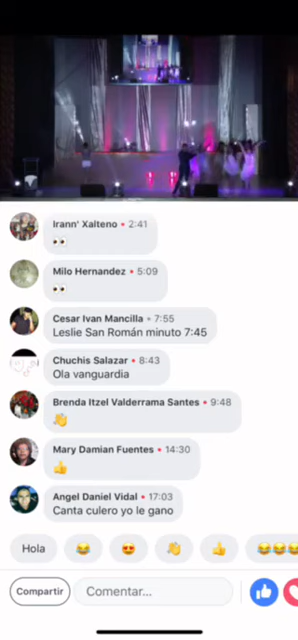 Irann' Xalteno • 2:41
👀
Milo Hernandez • 5:09
👀
Cesar Ivan Mancilla • 7:55
Leslie San Román minuto 7:45
Chuchis Salazar • 8:43
Ola vanguardia
Brenda Itzel Valderrama Santes • 9:48
👏
Mary Damian Fuentes • 14:30
👍
Angel Daniel Vidal • 17:03
Canta culero yo le gano
Hola 😂 😍 👏 👍 😂😂😂
Compartir Comentar...